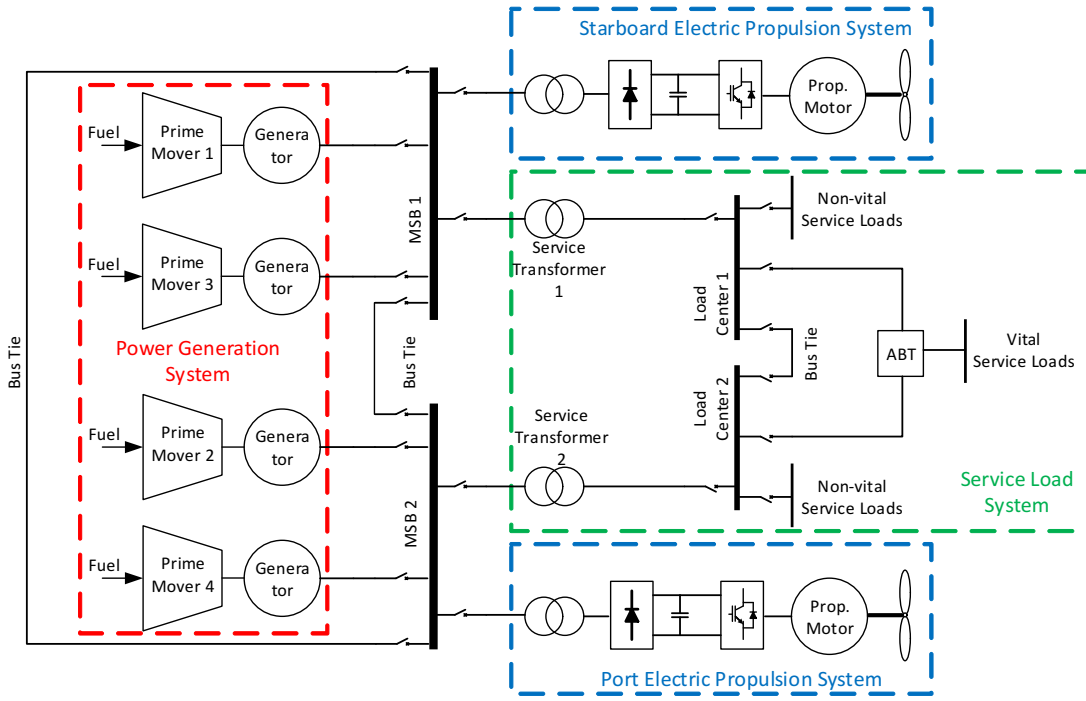 Starboard Electric Propulsion System
Prop.
Motor
Fuel
Prime
Mover 1
Genera
tor
MSB 1
Non-vital
Service Loads
Service
Transformer
1
Fuel
Prime
Mover 3
Genera
tor
Load
Center 1
Bus Tie
Power Generation
System
Bus Tie
Bus Tie
ABT
Vital
Service Loads
Load
Center 2
Fuel
Prime
Mover 2
Genera
tor
Service
Transformer
2
MSB 2
Non-vital
Service Loads
Service Load
System
Fuel
Prime
Mover 4
Genera
tor
Prop.
Motor
Port Electric Propulsion System